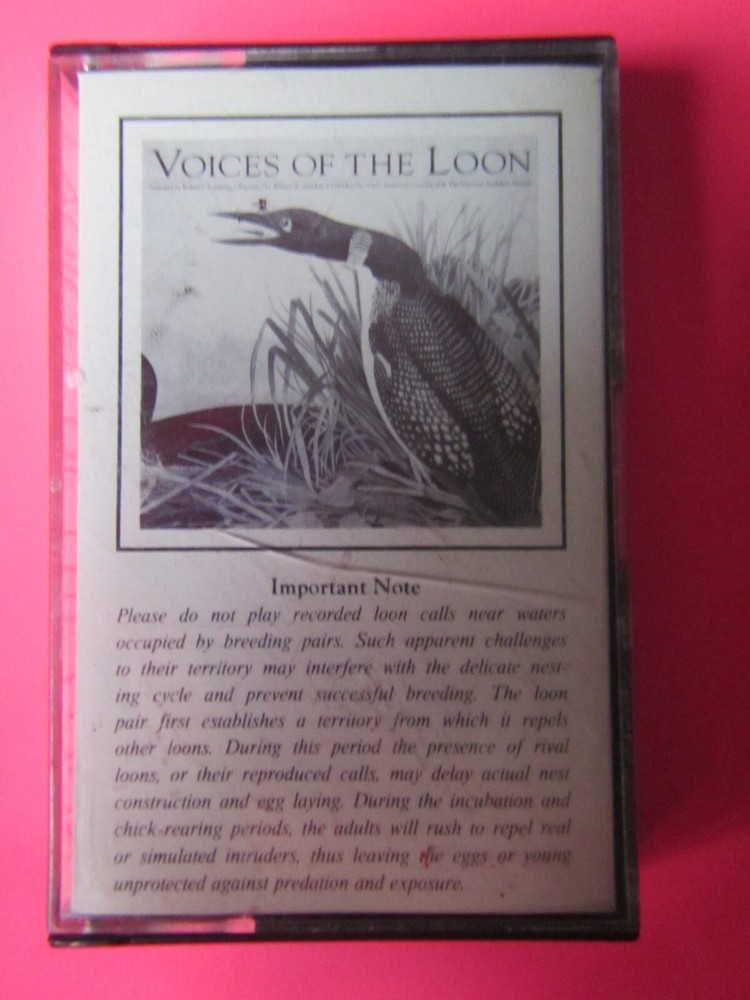 VOICES OF THE LOON
Important Note
Please do not play recorded loon calls near waters
occupied by breeding pairs. Such apparent challenges
to their territory may interfere with the delicate nest-
ing cycle and prevent successful breeding. The loon
pair first establishes a territory from which it repels
other loons. During this period the presence of rival
loons, or their reproduced calls, may delay actual nest
construction and egg laying. During the incubation and
chick-rearing periods, the adults will rush to repel real
or simulated intruders, thus leaving the eggs or young
unprotected against predation and exposure.